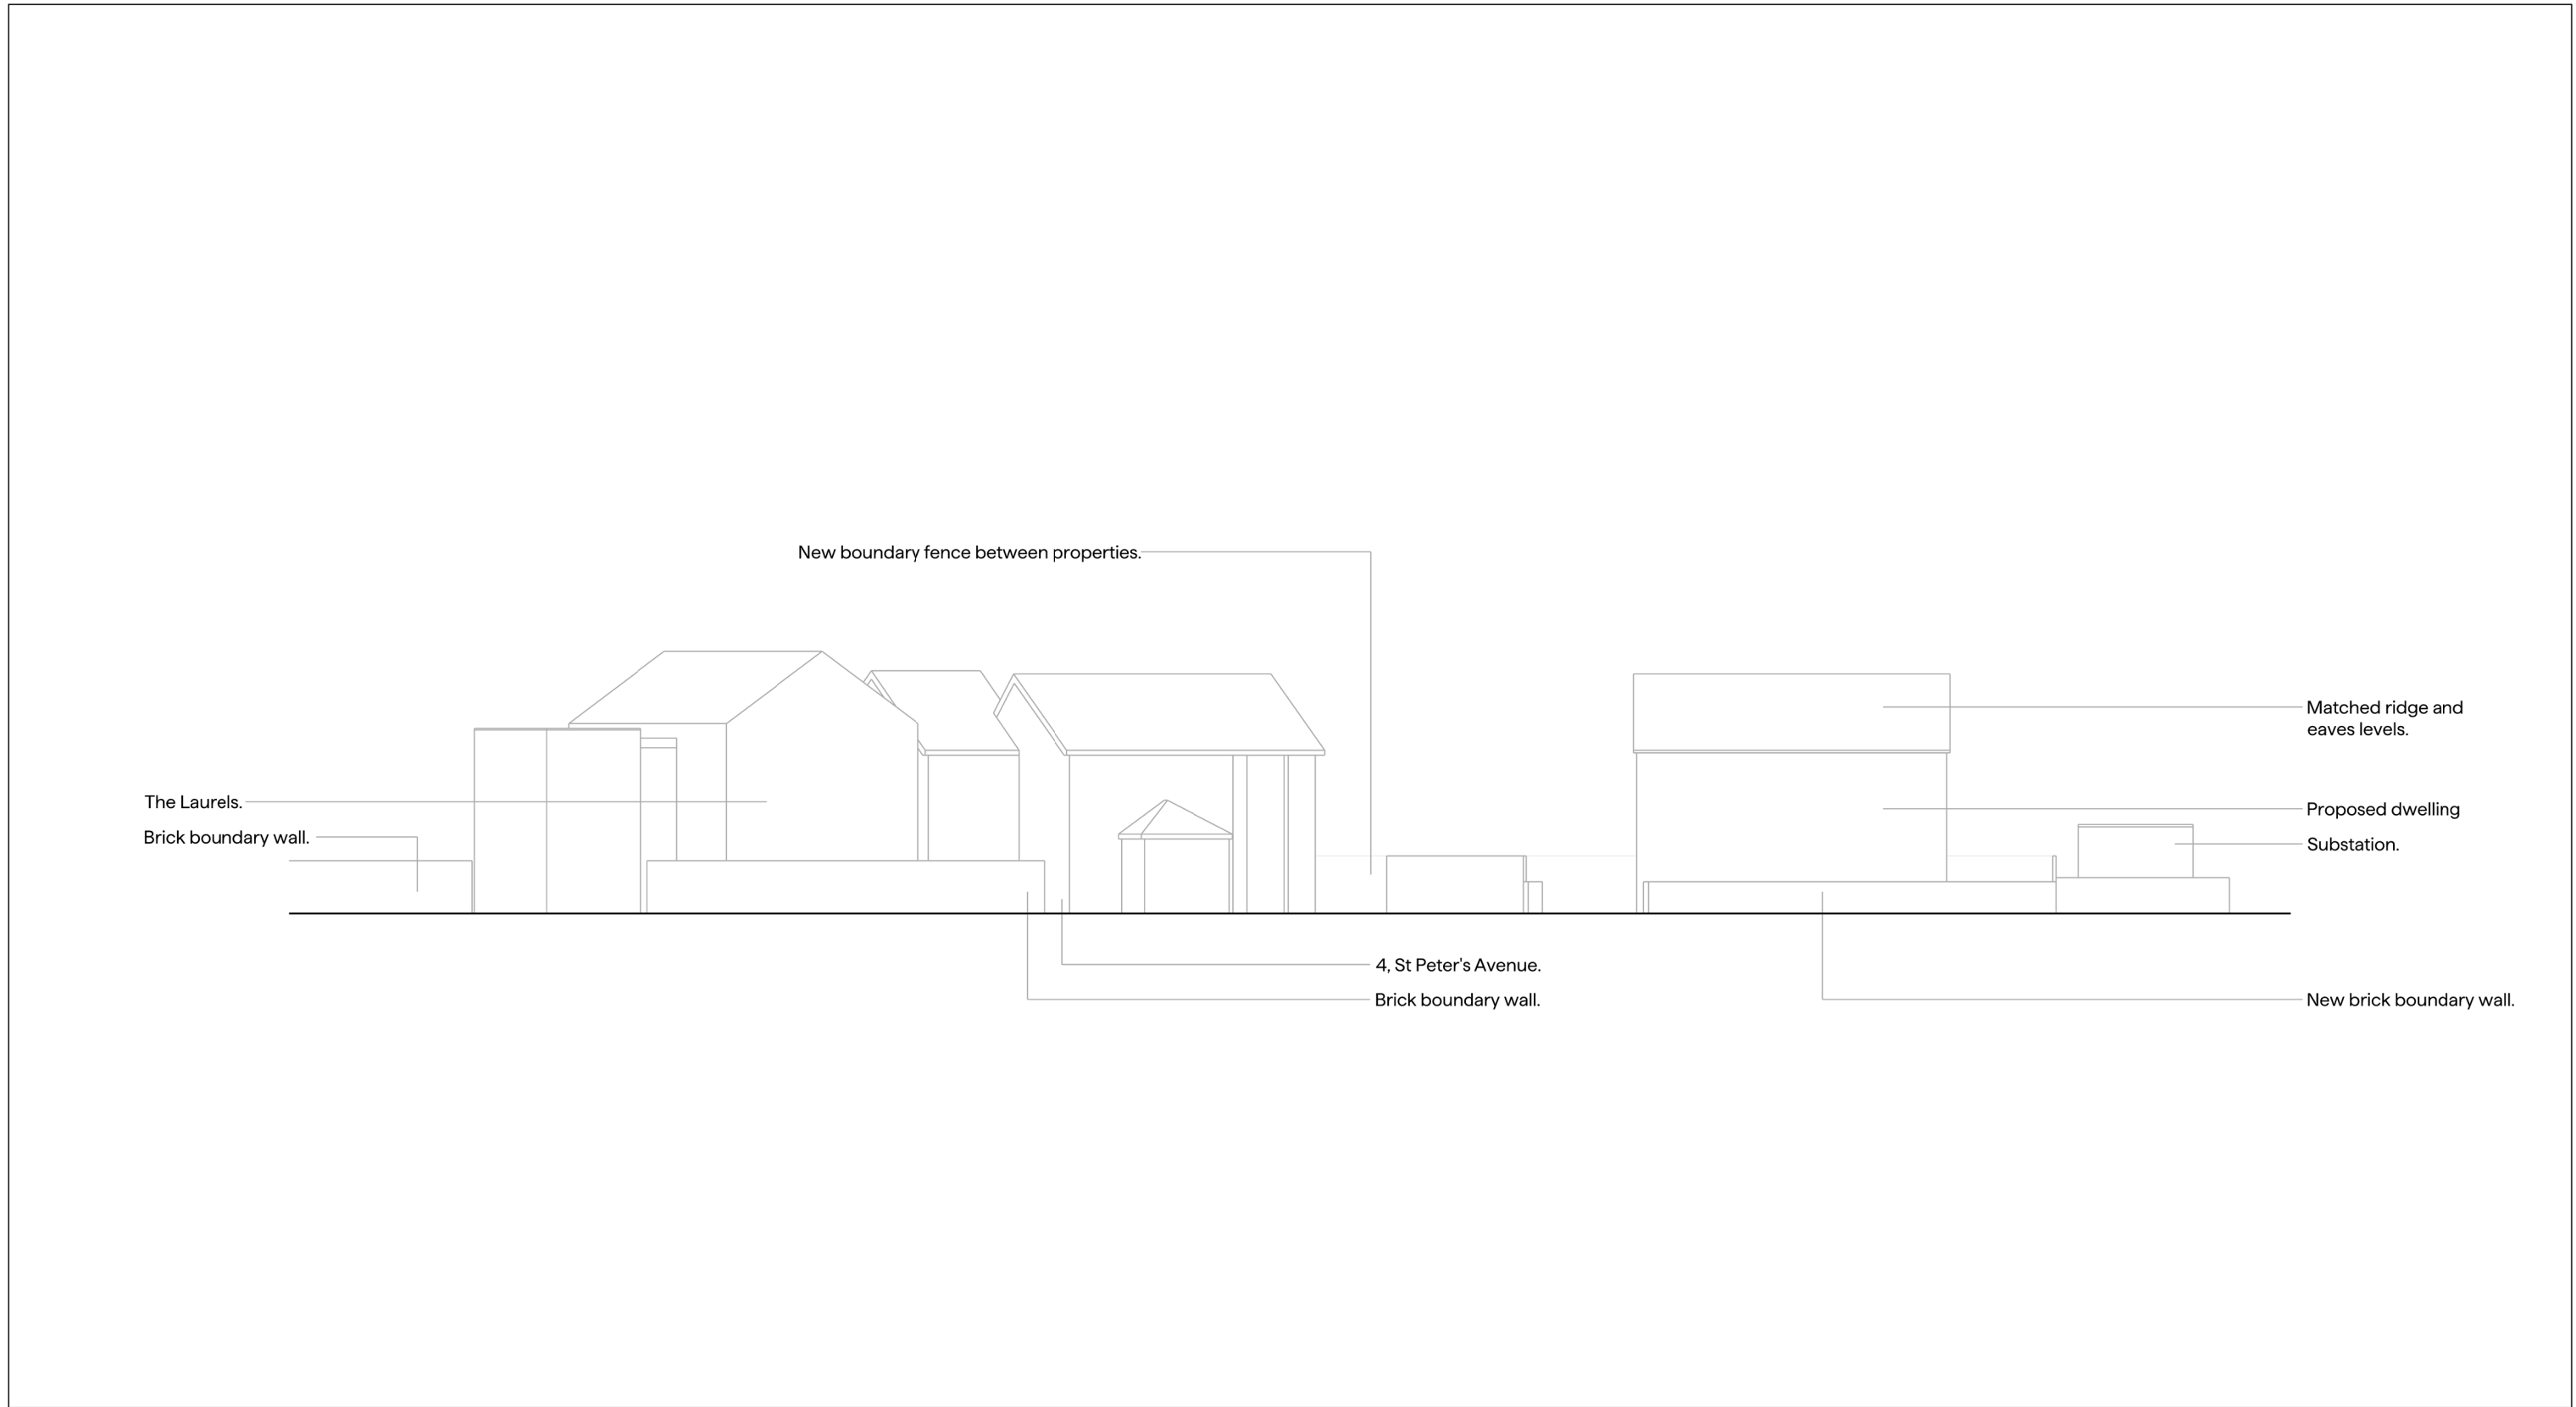 New boundary fence between properties.
Matched ridge and
eaves levels.
The Laurels.
Proposed dwelling
Brick boundary wall.
Substation.
4, St Peter's Avenue.
Brick boundary wall.
New brick boundary wall.